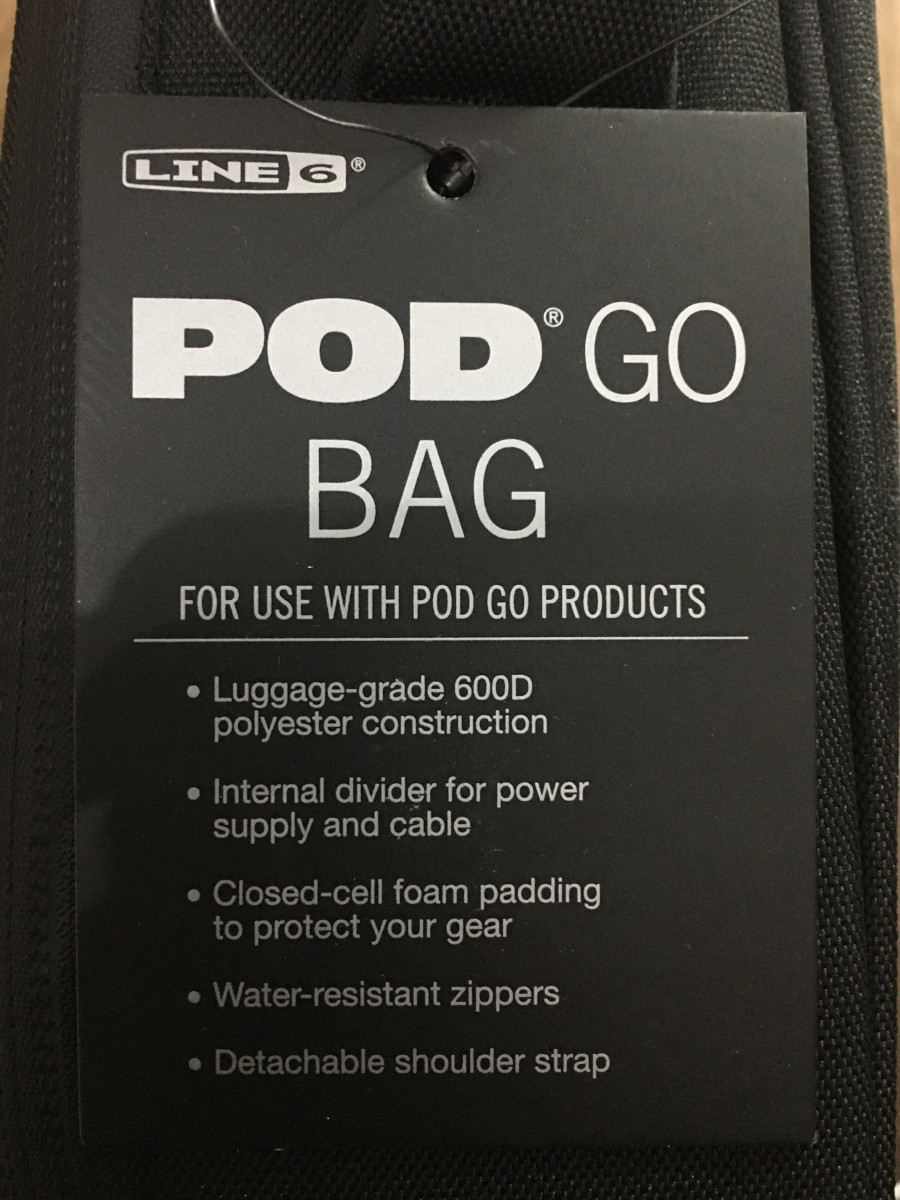 LINE 6®
POD® GO
BAG
FOR USE WITH POD GO PRODUCTS
• Luggage-grade 600D
polyester construction
• Internal divider for power
supply and cable
• Closed-cell foam padding
to protect your gear
• Water-resistant zippers
• Detachable shoulder strap